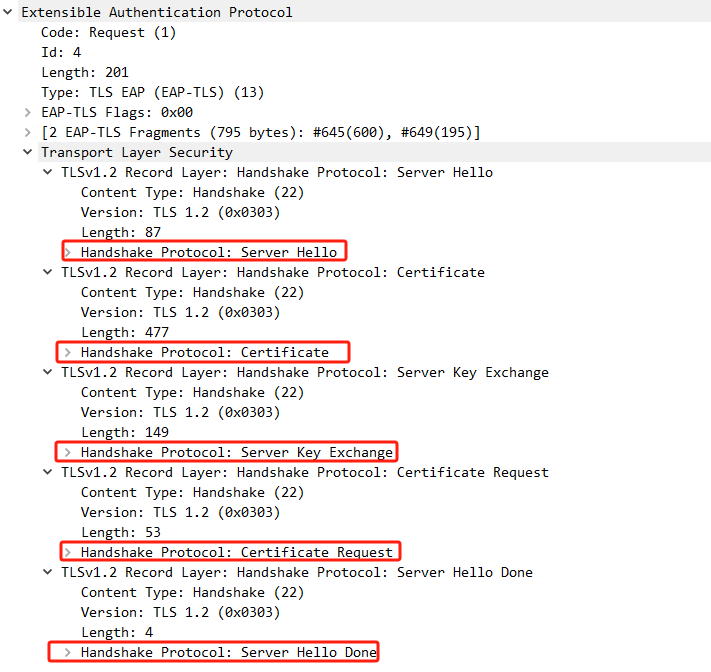 Extensible Authentication Protocol
Code: Request (1)
Id: 4
Length: 201
Type: TLS EAP (EAP-TLS) (13)
EAP-TLS Flags: 0x00
[2 EAP-TLS Fragments (795 bytes): #645(600), #649(195)]
Transport Layer Security
TLSv1.2 Record Layer: Handshake Protocol: Server Hello
Content Type: Handshake (22)
Version: TLS 1.2 (0x0303)
Length: 87
Handshake Protocol: Server Hello
TLSv1.2 Record Layer: Handshake Protocol: Certificate
Content Type: Handshake (22)
Version: TLS 1.2 (0x0303)
Length: 477
Handshake Protocol: Certificate
TLSv1.2 Record Layer: Handshake Protocol: Server Key Exchange
Content Type: Handshake (22)
Version: TLS 1.2 (0x0303)
Length: 149
Handshake Protocol: Server Key Exchange
TLSv1.2 Record Layer: Handshake Protocol: Certificate Request
Content Type: Handshake (22)
Version: TLS 1.2 (0x0303)
Length: 53
Handshake Protocol: Certificate Request
TLSv1.2 Record Layer: Handshake Protocol: Server Hello Done
Content Type: Handshake (22)
Version: TLS 1.2 (0x0303)
Length: 4
Handshake Protocol: Server Hello Done